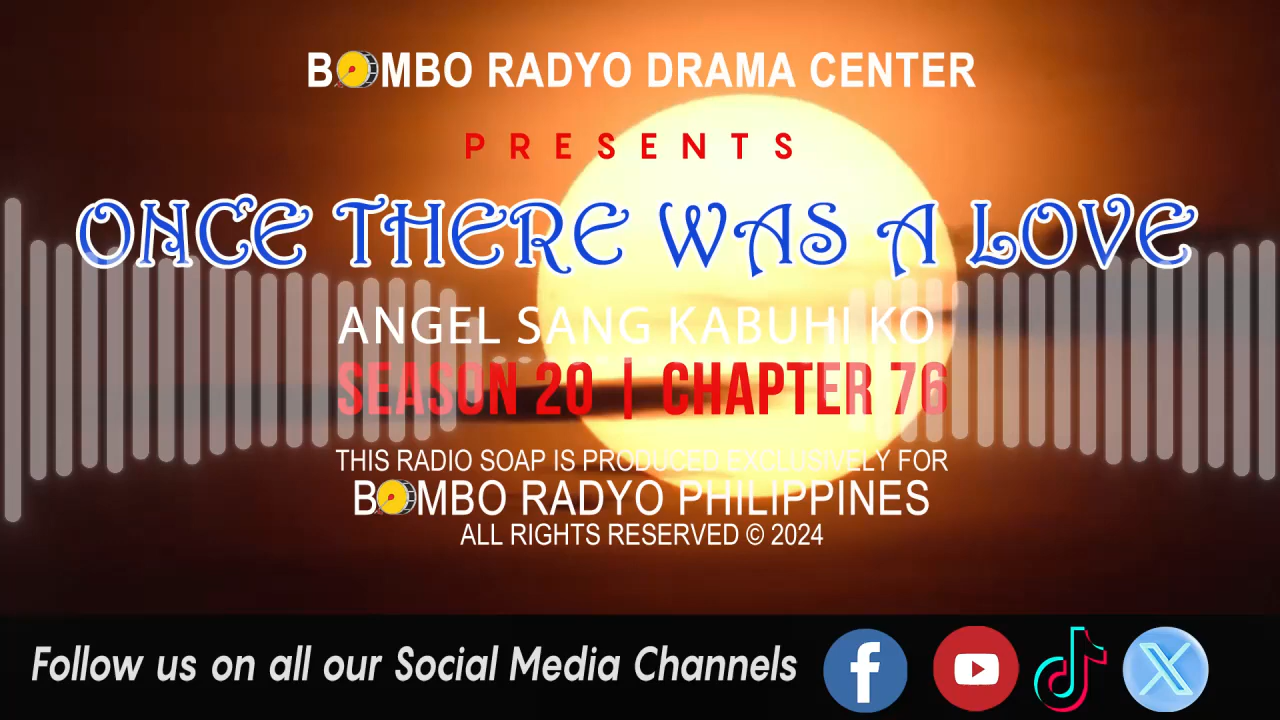 BOMBO RADYO DRAMA CENTER
PRESENTS
ONCE THERE WAS A LOVE
ANGEL SANG KABUHI KO
SEASON 20 | CHAPTER 76
THIS RADIO SOAP IS PRODUCED EXCLUSIVELY FOR
BOMBO RADYO PHILIPPINES
ALL RIGHTS RESERVED © 2024
Follow us on all our Social Media Channels